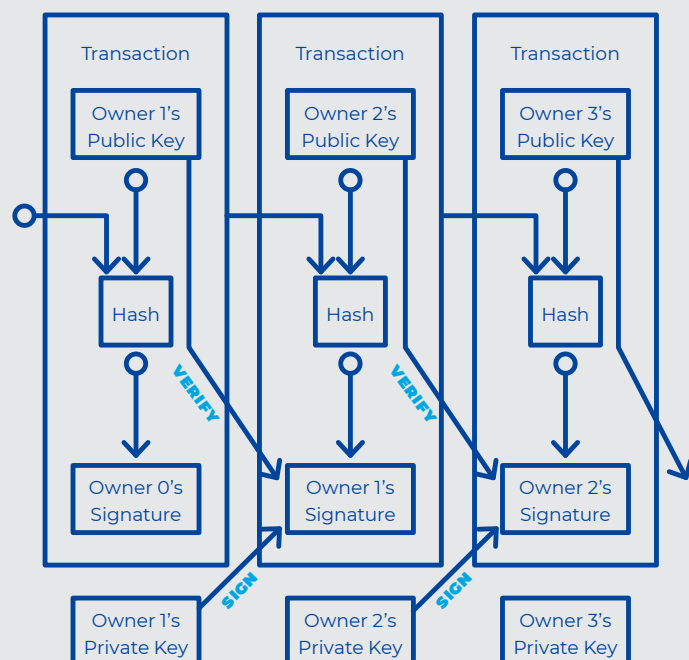 Transaction
Owner 1's
Public Key
Hash
VERIFY
Owner 0's
Signature
Transaction
Owner 2's
Public Key
Hash
VERIFY
Owner 1's
Signature
Transaction
Owner 3's
Public Key
Hash
Owner 2's
Signature
SIGN
SIGN
Owner 1's
Private Key
Owner 2's
Private Key
Owner 3's
Private Key